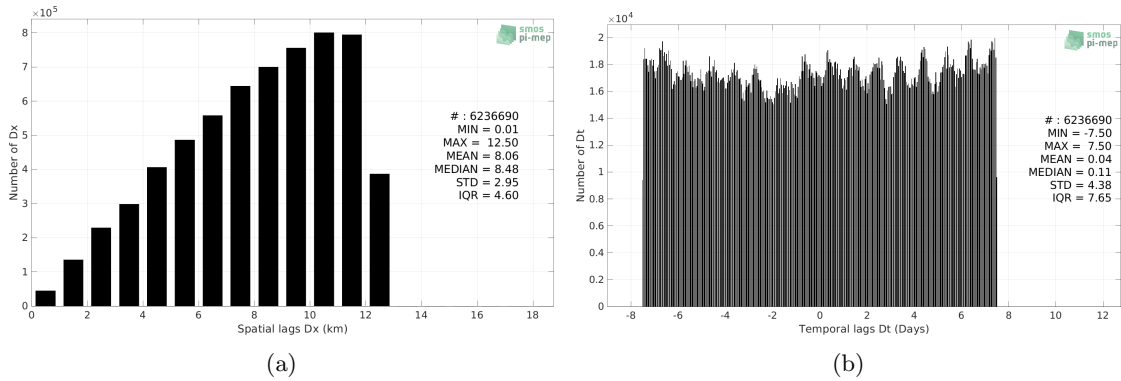 ×10^5
8
7
6
5
4
3
2
1
0
Number of Dx
0 2 4 6 8 10 12 14 16 18
Spatial lags Dx (km)
smos
pi-mep
# : 6236690
MIN = 0.01
MAX = 12.50
MEAN = 8.06
MEDIAN = 8.48
STD = 2.95
IQR = 4.60
(a)
×10^4
2
1.8
1.6
1.4
1.2
1
0.8
0.6
0.4
0.2
0
Number of Dt
-8 -6 -4 -2 0 2 4 6 8 10 12
Temporal lags Dt (Days)
smos
pi-mep
# : 6236690
MIN = -7.50
MAX = 7.50
MEAN = 0.04
MEDIAN = 0.11
STD = 4.38
IQR = 7.65
(b)